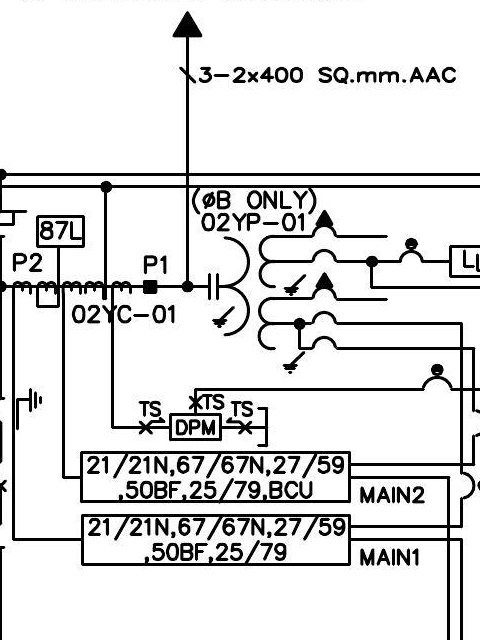 3-2x400 SQ.mm.AAC
(øB ONLY)
02YP-01
87L
P2
P1
02YC-01
TS
TS
TS
DPM
21/21N,67/67N,27/59
,50BF,25/79,BCU
MAIN2
21/21N,67/67N,27/59
,50BF,25/79
MAIN1